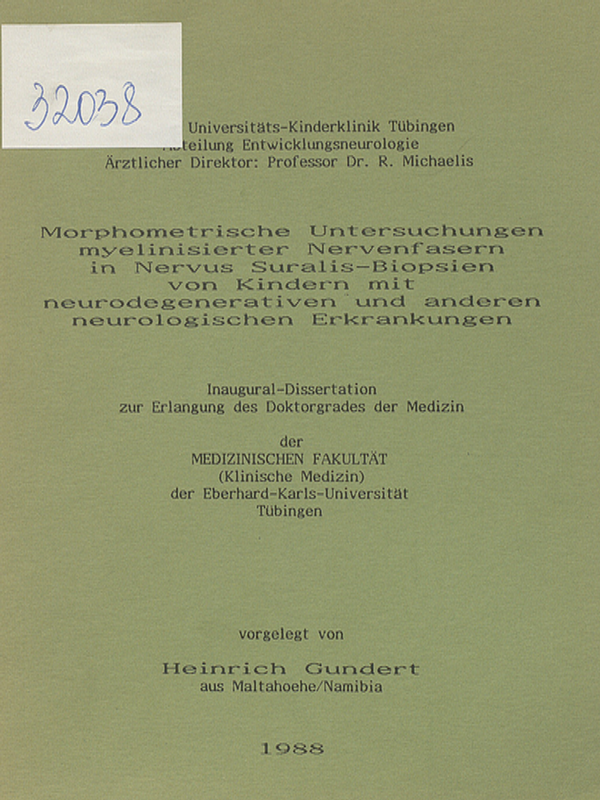 32038
Universitäts-Kinderklinik Tübingen
Entwicklungsneurologie
Ärztlicher Direktor: Professor Dr. R. Michaelis
Morphometrische Untersuchungen
myelinisierter Nervenfasern
in Nervus Suralis-Biopsien
von Kindern mit
neurodegenerativen und anderen
neurologischen Erkrankungen
Inaugural-Dissertation
zur Erlangung des Doktorgrades der Medizin
der
MEDIZINISCHEN FAKULTÄT
(Klinische Medizin)
der Eberhard-Karls-Universität
Tübingen
vorgelegt von
Heinrich Gundert
aus Maltahoehe/Namibia
1988